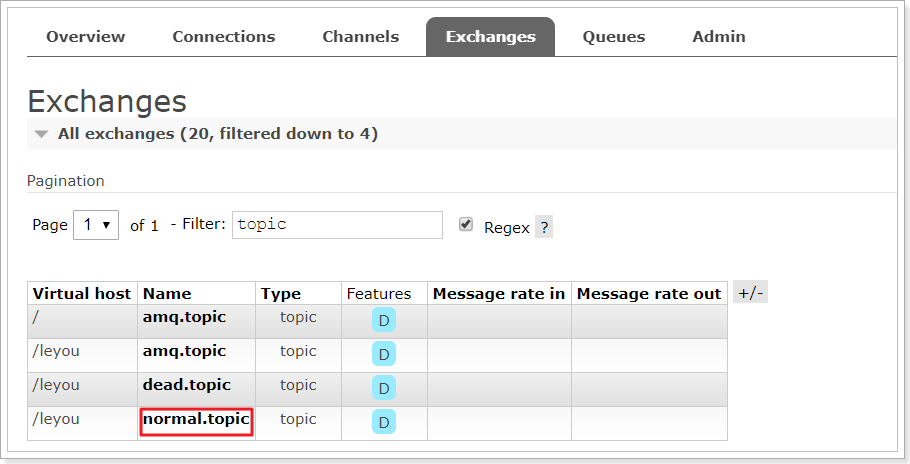 Overview Connections Channels Exchanges Queues Admin
Exchanges
All exchanges (20, filtered down to 4)
Pagination
Page 1 of 1 - Filter: topic Regex ?
Virtual host Name Type Features Message rate in Message rate out +/-
/ amq.topic topic D
/leyou amq.topic topic D
/leyou dead.topic topic D
/leyou normal.topic topic D